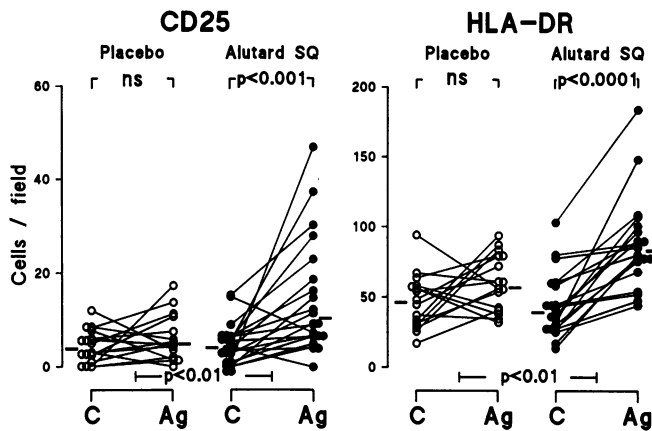 CD25 HLA-DR
Placebo Alutard SQ Placebo Alutard SQ
ns p<0.001 ns p<0.0001
60 200
150
40
100
20
50
0 0
Cells / field
p<0.01 p<0.01
C Ag C Ag C Ag C Ag